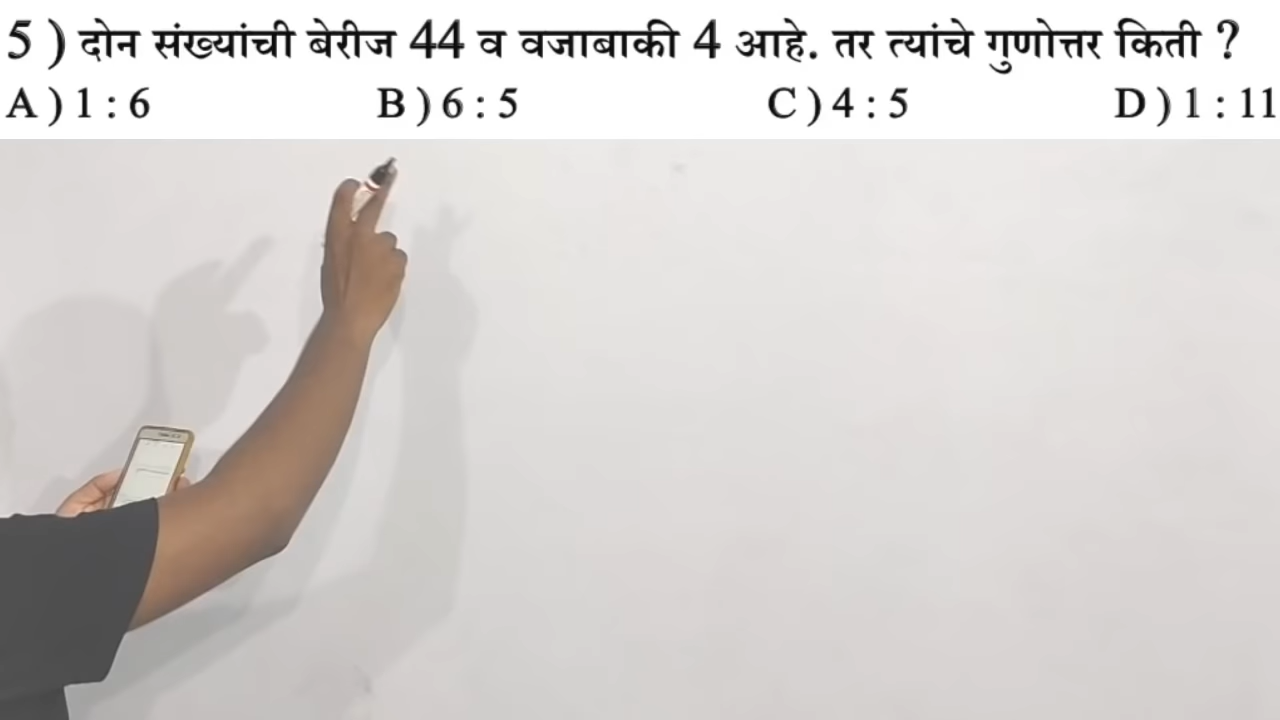 5 ) दोन संख्यांची बेरीज 44 व वजाबाकी 4 आहे. तर त्यांचे गुणोत्तर किती ?
A ) 1 : 6 B ) 6 : 5 C ) 4 : 5 D ) 1 : 11